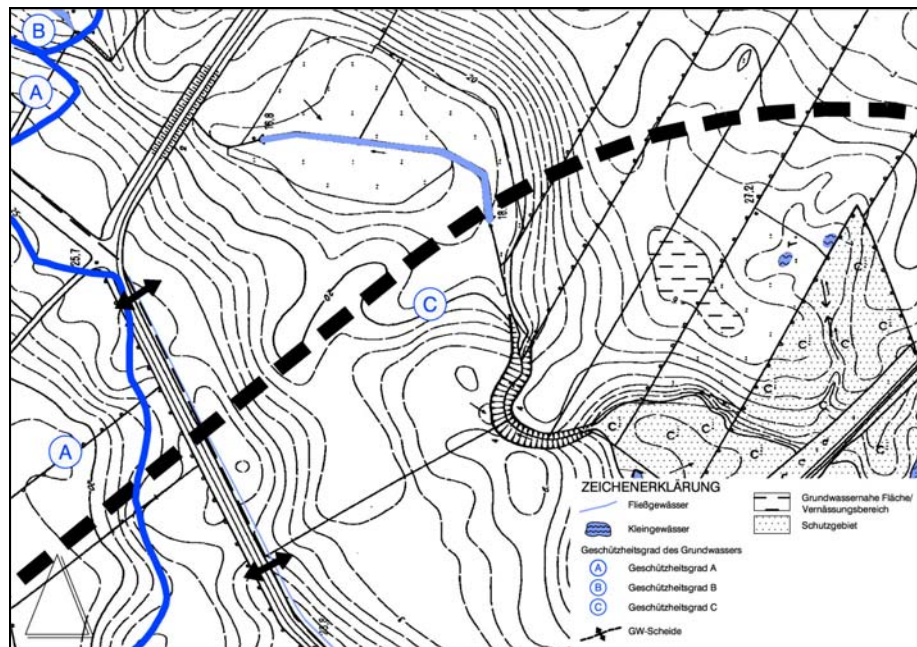 B
A
16,8
18,
25,7
27,2
C
A
ZEICHENERKLÄRUNG
Fließgewässer
Kleingewässer
Geschütztheitsgrad des Grundwassers
A Geschütztheitsgrad A
B Geschütztheitsgrad B
C Geschütztheitsgrad C
GW-Scheide
Grundwassernahe Fläche/
Vernässungsbereich
Schutzgebiet